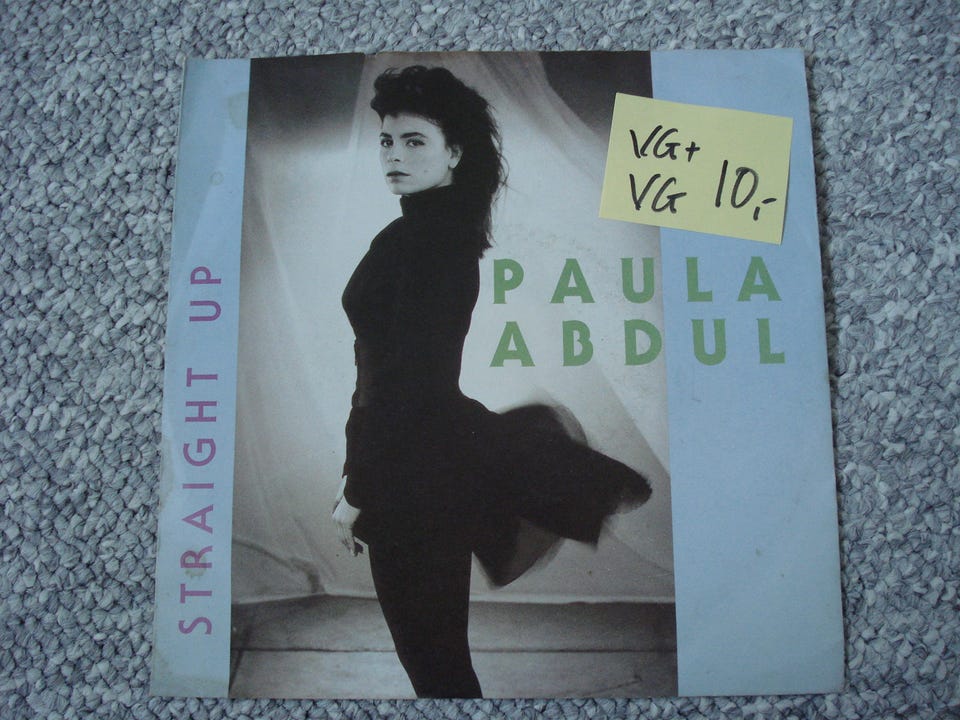 VG+
VG 10,-
PAULA
ABDUL
STRAIGHT UP